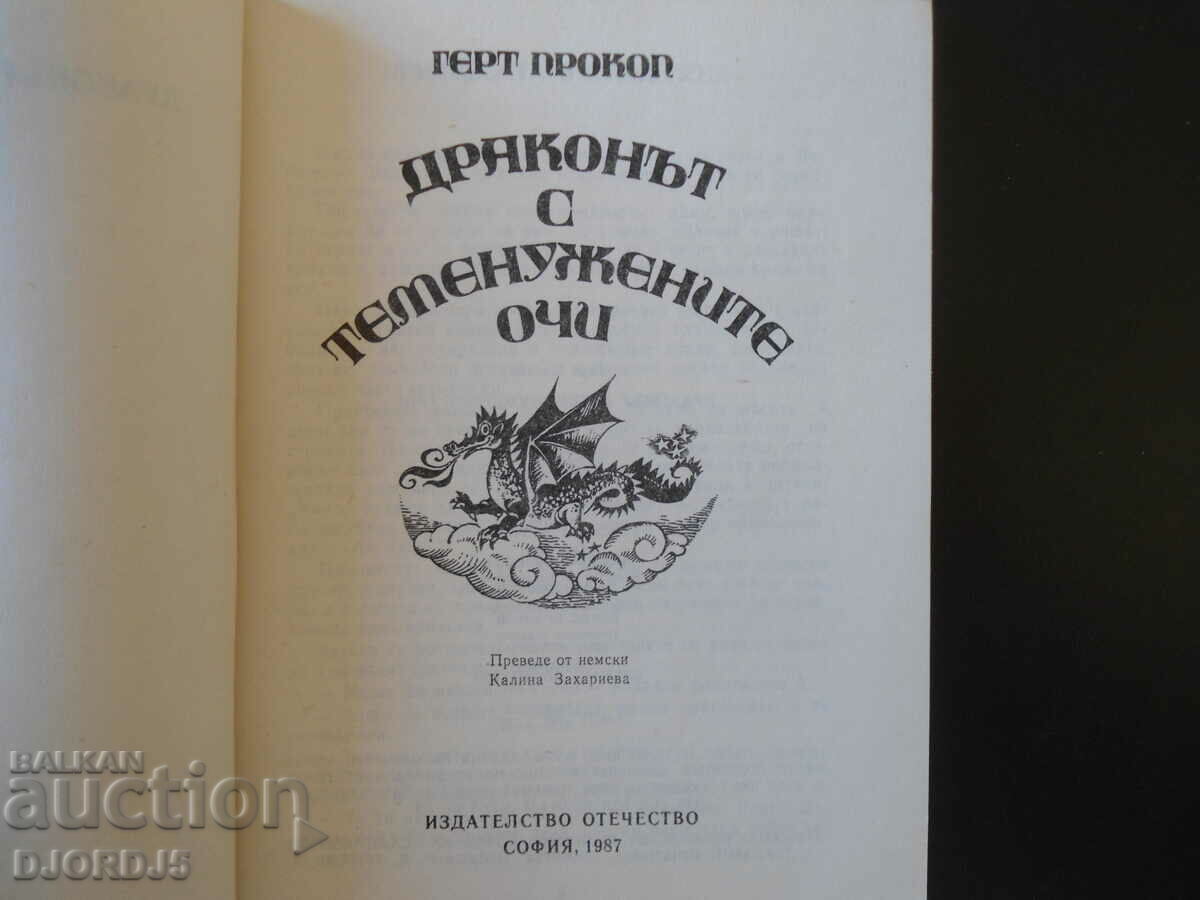 ГЕРТ ПРОКОП
ДРАКОНЪТ
С
ТЕМЕНУЖЕНИТЕ
ОЧИ
Преведе от немски
Калина Захариева
ИЗДАТЕЛСТВО ОТЕЧЕСТВО
СОФИЯ, 1987
BALKAN
auction
DJORDJ5